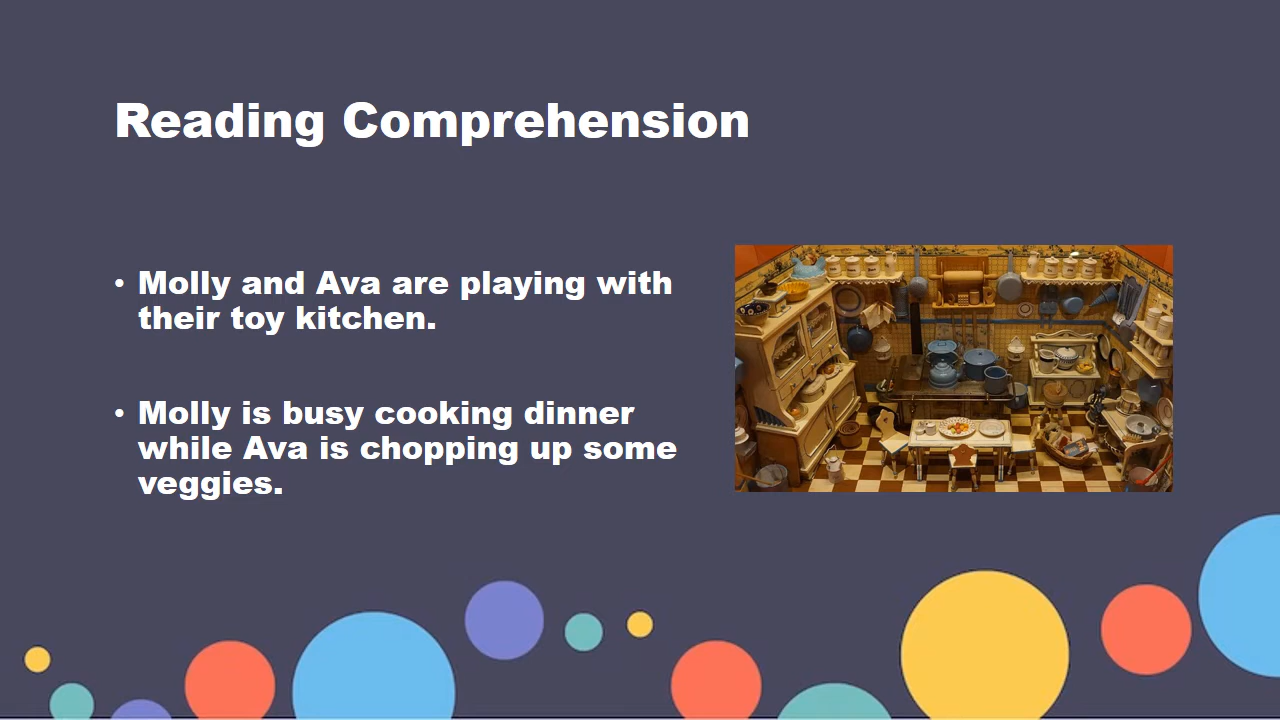 Reading Comprehension
• Molly and Ava are playing with
their toy kitchen.
• Molly is busy cooking dinner
while Ava is chopping up some
veggies.